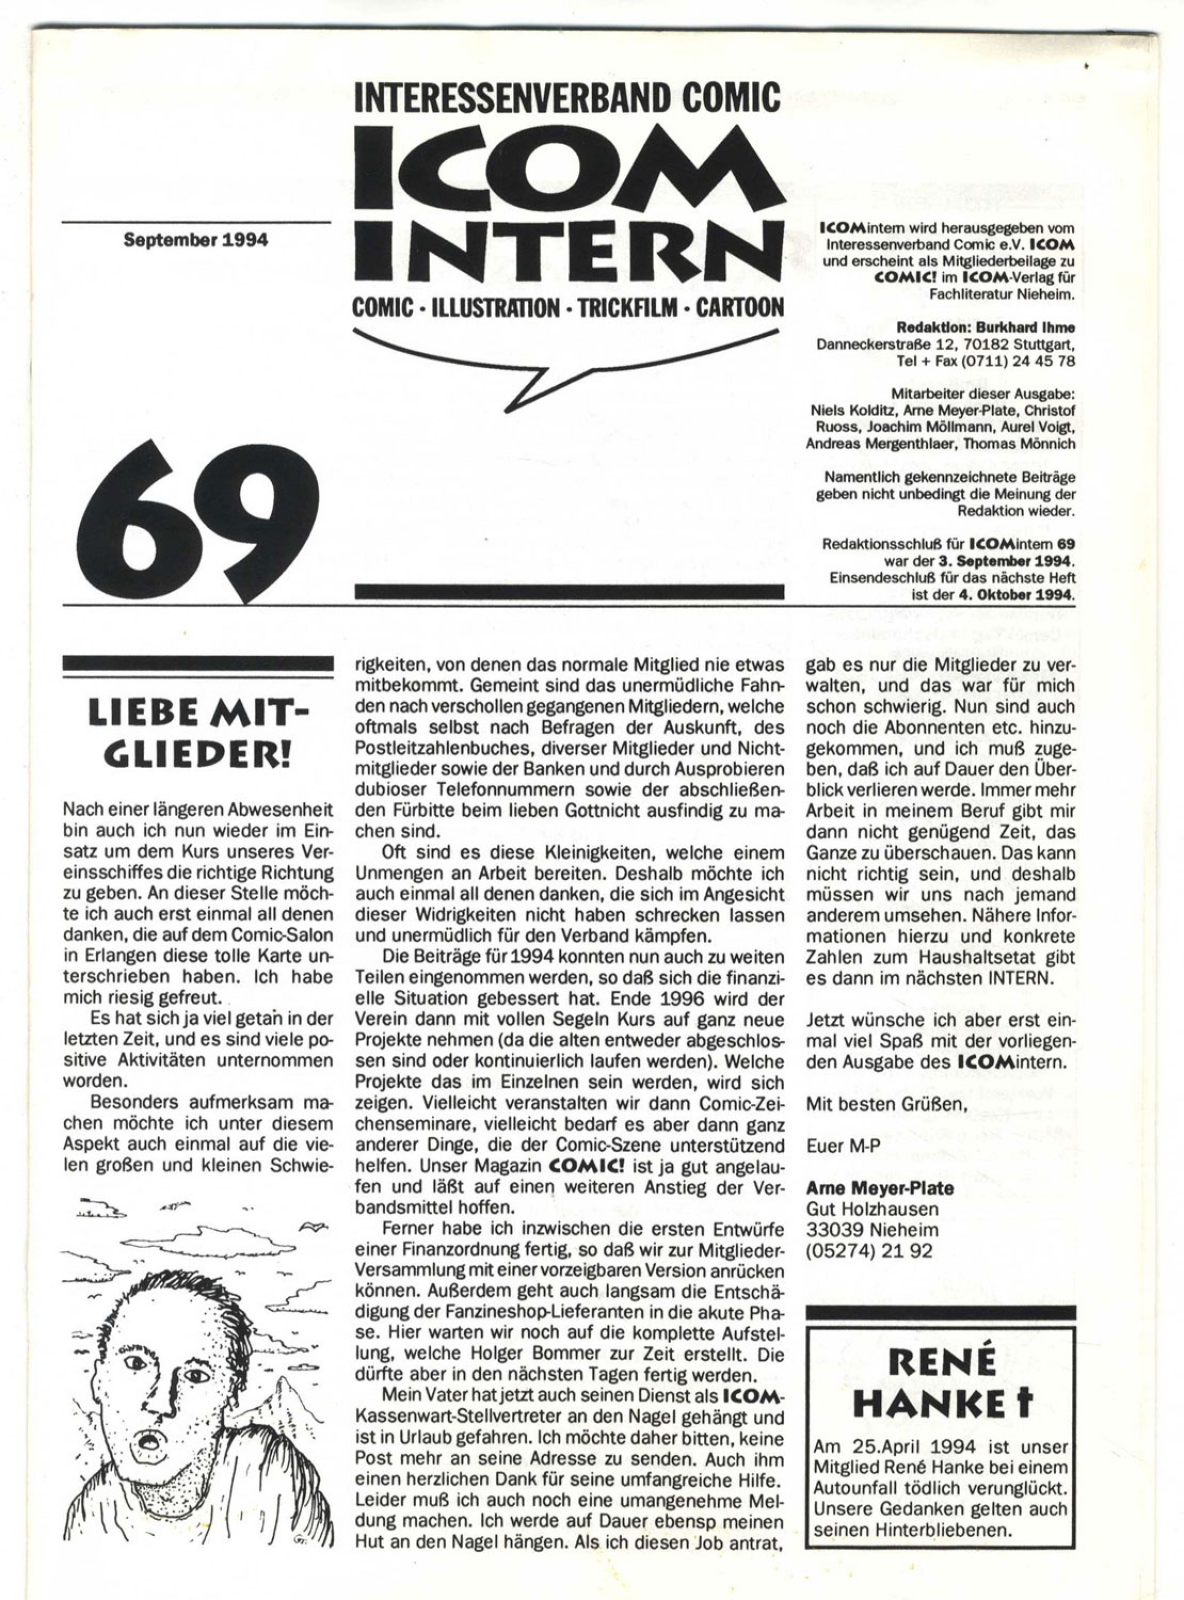 INTERESSENVERBAND COMIC
ICOM
INTERN
COMIC · ILLUSTRATION · TRICKFILM · CARTOON
September 1994
69
ICOMintern wird herausgegeben vom
Interessenverband Comic e.V. ICOM
und erscheint als Mitgliederbeilage zu
COMIC! im ICOM-Verlag für
Fachliteratur Nieheim.
Redaktion: Burkhard Ihme
Danneckerstraße 12, 70182 Stuttgart,
Tel + Fax (0711) 24 45 78
Mitarbeiter dieser Ausgabe:
Niels Kolditz, Arne Meyer-Plate, Christof
Ruoss, Joachim Möllmann, Aurel Voigt,
Andreas Mergenthlaer, Thomas Mönnich
Namentlich gekennzeichnete Beiträge
geben nicht unbedingt die Meinung der
Redaktion wieder.
Redaktionsschluß für ICOMintern 69
war der 3. September 1994.
Einsendeschluß für das nächste Heft
ist der 4. Oktober 1994.
LIEBE MIT-
GLIEDER!
Nach einer längeren Abwesenheit
bin auch ich nun wieder im Ein-
satz um dem Kurs unseres Ver-
einsschiffes die richtige Richtung
zu geben. An dieser Stelle möch-
te ich auch erst einmal all denen
danken, die auf dem Comic-Salon
in Erlangen diese tolle Karte un-
terschrieben haben. Ich habe
mich riesig gefreut.
Es hat sich ja viel getan in der
letzten Zeit, und es sind viele po-
sitive Aktivitäten unternommen
worden.
Besonders aufmerksam ma-
chen möchte ich unter diesem
Aspekt auch einmal auf die vie-
len großen und kleinen Schwie-
rigkeiten, von denen das normale Mitglied nie etwas
mitbekommt. Gemeint sind das unermüdliche Fahn-
den nach verschollen gegangenen Mitgliedern, welche
oftmals selbst nach Befragen der Auskunft, des
Postleitzahlenbuches, diverser Mitglieder und Nicht-
mitglieder sowie der Banken und durch Ausprobieren
dubioser Telefonnummern sowie der abschließen-
den Fürbitte beim lieben Gottnicht ausfindig zu ma-
chen sind.
Oft sind es diese Kleinigkeiten, welche einem
Unmengen an Arbeit bereiten. Deshalb möchte ich
auch einmal all denen danken, die sich im Angesicht
dieser Widrigkeiten nicht haben schrecken lassen
und unermüdlich für den Verband kämpfen.
Die Beiträge für 1994 konnten nun auch zu weiten
Teilen eingenommen werden, so daß sich die finanzi-
elle Situation gebessert hat. Ende 1996 wird der
Verein dann mit vollen Segeln Kurs auf ganz neue
Projekte nehmen (da die alten entweder abgeschlos-
sen sind oder kontinuierlich laufen werden). Welche
Projekte das im Einzelnen sein werden, wird sich
zeigen. Vielleicht veranstalten wir dann Comic-Zei-
chenseminare, vielleicht bedarf es aber dann ganz
anderer Dinge, die der Comic-Szene unterstützend
helfen. Unser Magazin COMIC! ist ja gut angelau-
fen und läßt auf einen weiteren Anstieg der Ver-
bandsmittel hoffen.
Ferner habe ich inzwischen die ersten Entwürfe
einer Finanzordnung fertig, so daß wir zur Mitglieder-
Versammlung mit einer vorzeigbaren Version anrücken
können. Außerdem geht auch langsam die Entschä-
digung der Fanzineshop-Lieferanten in die akute Pha-
se. Hier warten wir noch auf die komplette Aufstel-
lung, welche Holger Bommer zur Zeit erstellt. Die
dürfte aber in den nächsten Tagen fertig werden.
Mein Vater hat jetzt auch seinen Dienst als ICOM-
Kassenwart-Stellvertreter an den Nagel gehängt und
ist in Urlaub gefahren. Ich möchte daher bitten, keine
Post mehr an seine Adresse zu senden. Auch ihm
einen herzlichen Dank für seine umfangreiche Hilfe.
Leider muß ich auch noch eine umangenehme Mel-
dung machen. Ich werde auf Dauer ebensp meinen
Hut an den Nagel hängen. Als ich diesen Job antrat,
gab es nur die Mitglieder zu ver-
walten, und das war für mich
schon schwierig. Nun sind auch
noch die Abonnenten etc. hinzu-
gekommen, und ich muß zuge-
ben, daß ich auf Dauer den Über-
blick verlieren werde. Immer mehr
Arbeit in meinem Beruf gibt mir
dann nicht genügend Zeit, das
Ganze zu überschauen. Das kann
nicht richtig sein, und deshalb
müssen wir uns nach jemand
anderem umsehen. Nähere Infor-
mationen hierzu und konkrete
Zahlen zum Haushaltsetat gibt
es dann im nächsten INTERN.
Jetzt wünsche ich aber erst ein-
mal viel Spaß mit der vorliegen-
den Ausgabe des ICOMintern.
Mit besten Grüßen,
Euer M-P
Arne Meyer-Plate
Gut Holzhausen
33039 Nieheim
(05274) 21 92
RENÉ
HANKE †
Am 25.April 1994 ist unser
Mitglied René Hanke bei einem
Autounfall tödlich verunglückt.
Unsere Gedanken gelten auch
seinen Hinterbliebenen.